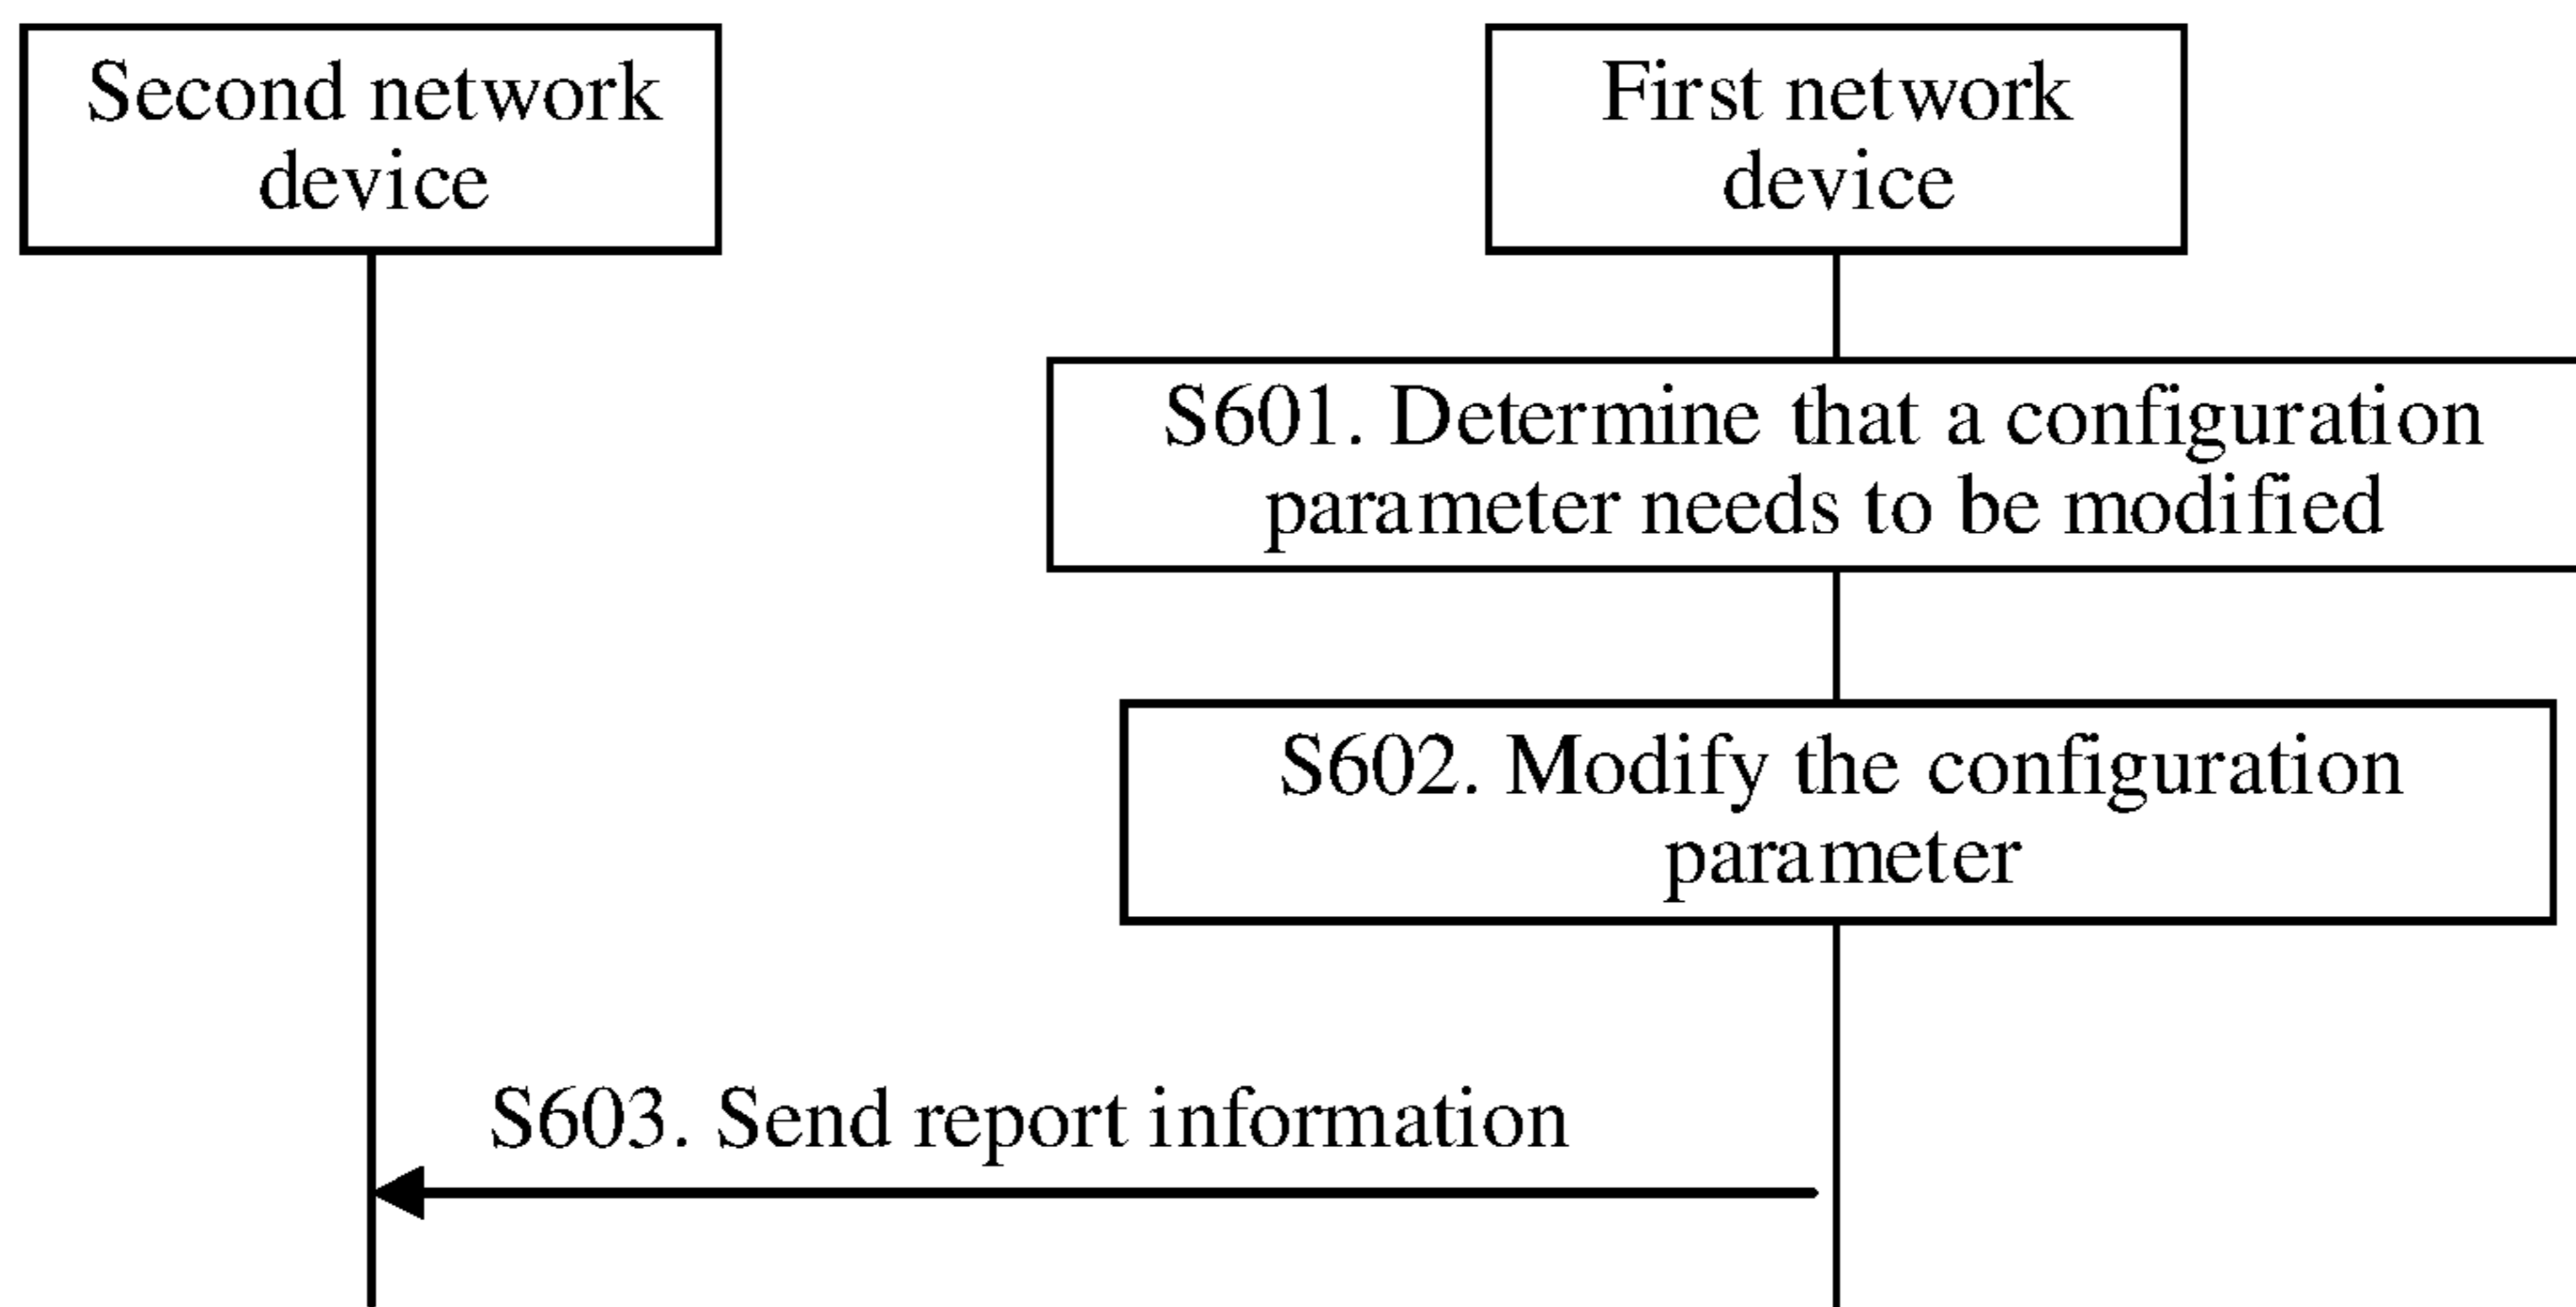 Second network
device
First network
device
S601. Determine that a configuration
parameter needs to be modified
S602. Modify the configuration
parameter
S603. Send report information